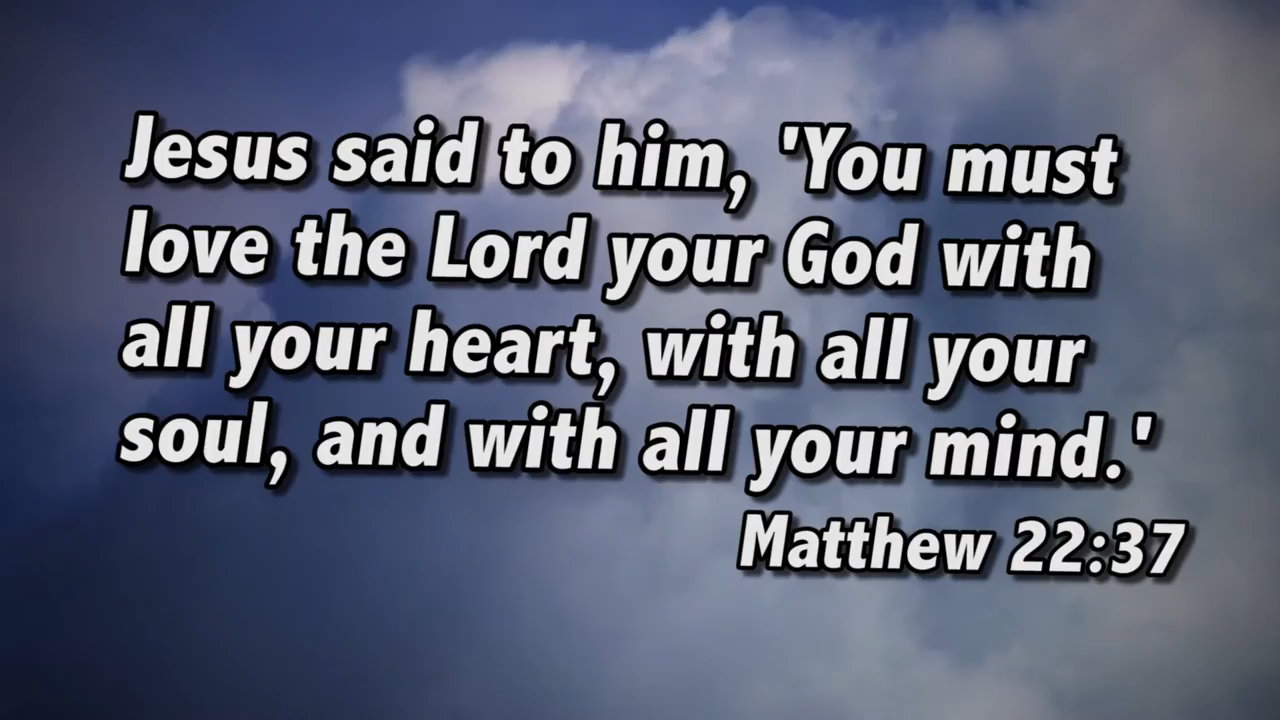 Jesus said to him, 'You must
love the Lord your God with
all your heart, with all your
soul, and with all your mind.'
Matthew 22:37